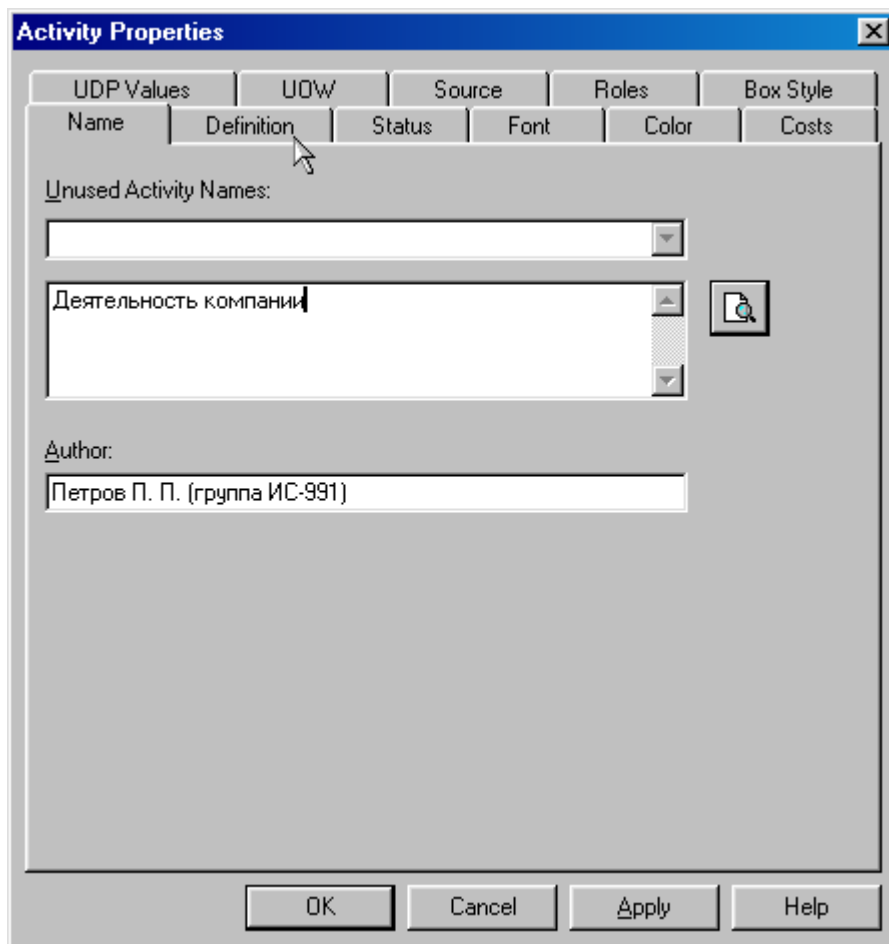 Activity Properties
UDP Values UOW Source Roles Box Style
Name Definition Status Font Color Costs
Unused Activity Names:
Деятельность компании
Author:
Петров П. П. (группа ИС-991)
OK Cancel Apply Help